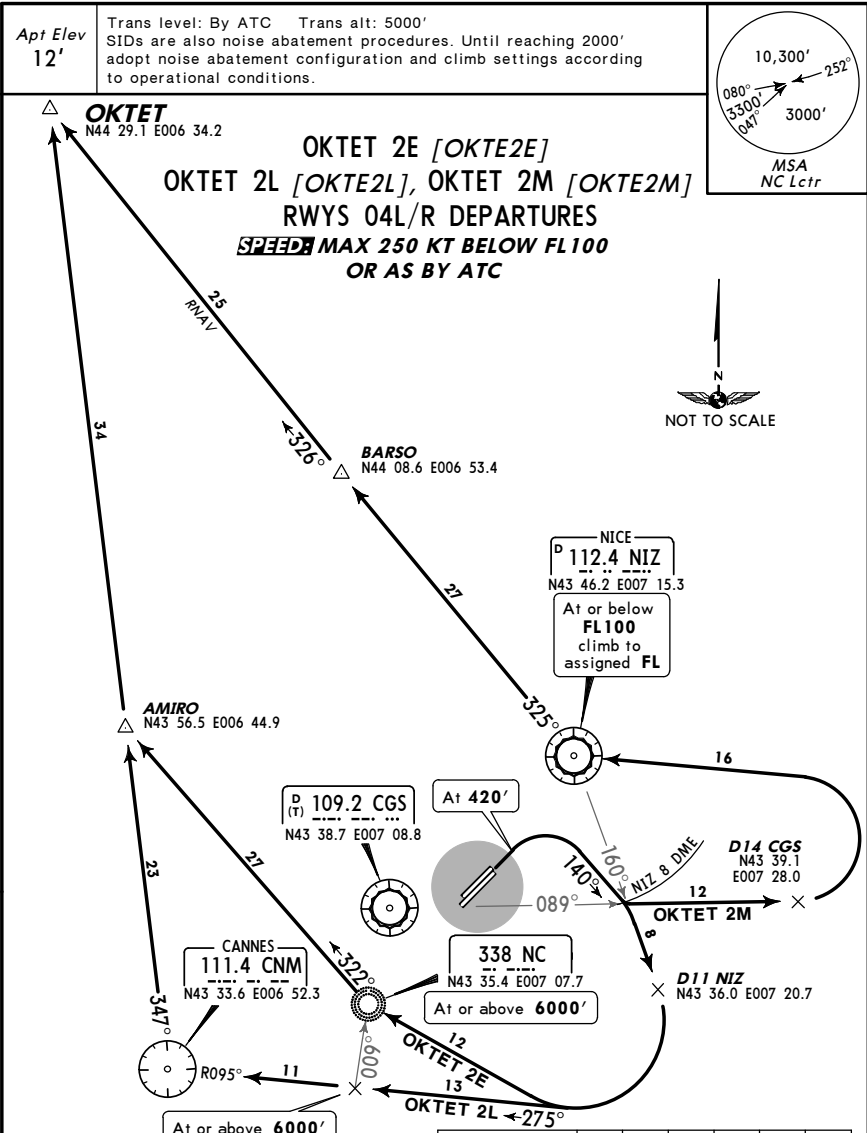 Apt Elev
12'
Trans level: By ATC Trans alt: 5000'
SIDs are also noise abatement procedures. Until reaching 2000'
adopt noise abatement configuration and climb settings according
to operational conditions.
10,300'
080°
252°
3300'
047°
3000'
MSA
NC Lctr
OKTET
N44 29.1 E006 34.2
OKTET 2E [OKTE2E]
OKTET 2L [OKTE2L], OKTET 2M [OKTE2M]
RWYS 04L/R DEPARTURES
SPEED: MAX 250 KT BELOW FL100
OR AS BY ATC
25
RNAV
N
NOT TO SCALE
34
326°
BARSO
N44 08.6 E006 53.4
27
NICE
D 112.4 NIZ
N43 46.2 E007 15.3
At or below
FL100
climb to
assigned FL
325°
AMIRO
N43 56.5 E006 44.9
16
D
(T) 109.2 CGS
N43 38.7 E007 08.8
At 420'
140°
160°
NIZ 8 DME
D14 CGS
N43 39.1
E007 28.0
089°
12
OKTET 2M
23
27
8
CANNES
111.4 CNM
N43 33.6 E006 52.3
322°
338 NC
N43 35.4 E007 07.7
At or above 6000'
D11 NIZ
N43 36.0 E007 20.7
347°
R095°
11
009°
12
OKTET 2E
13
OKTET 2L
275°
At or above 6000'